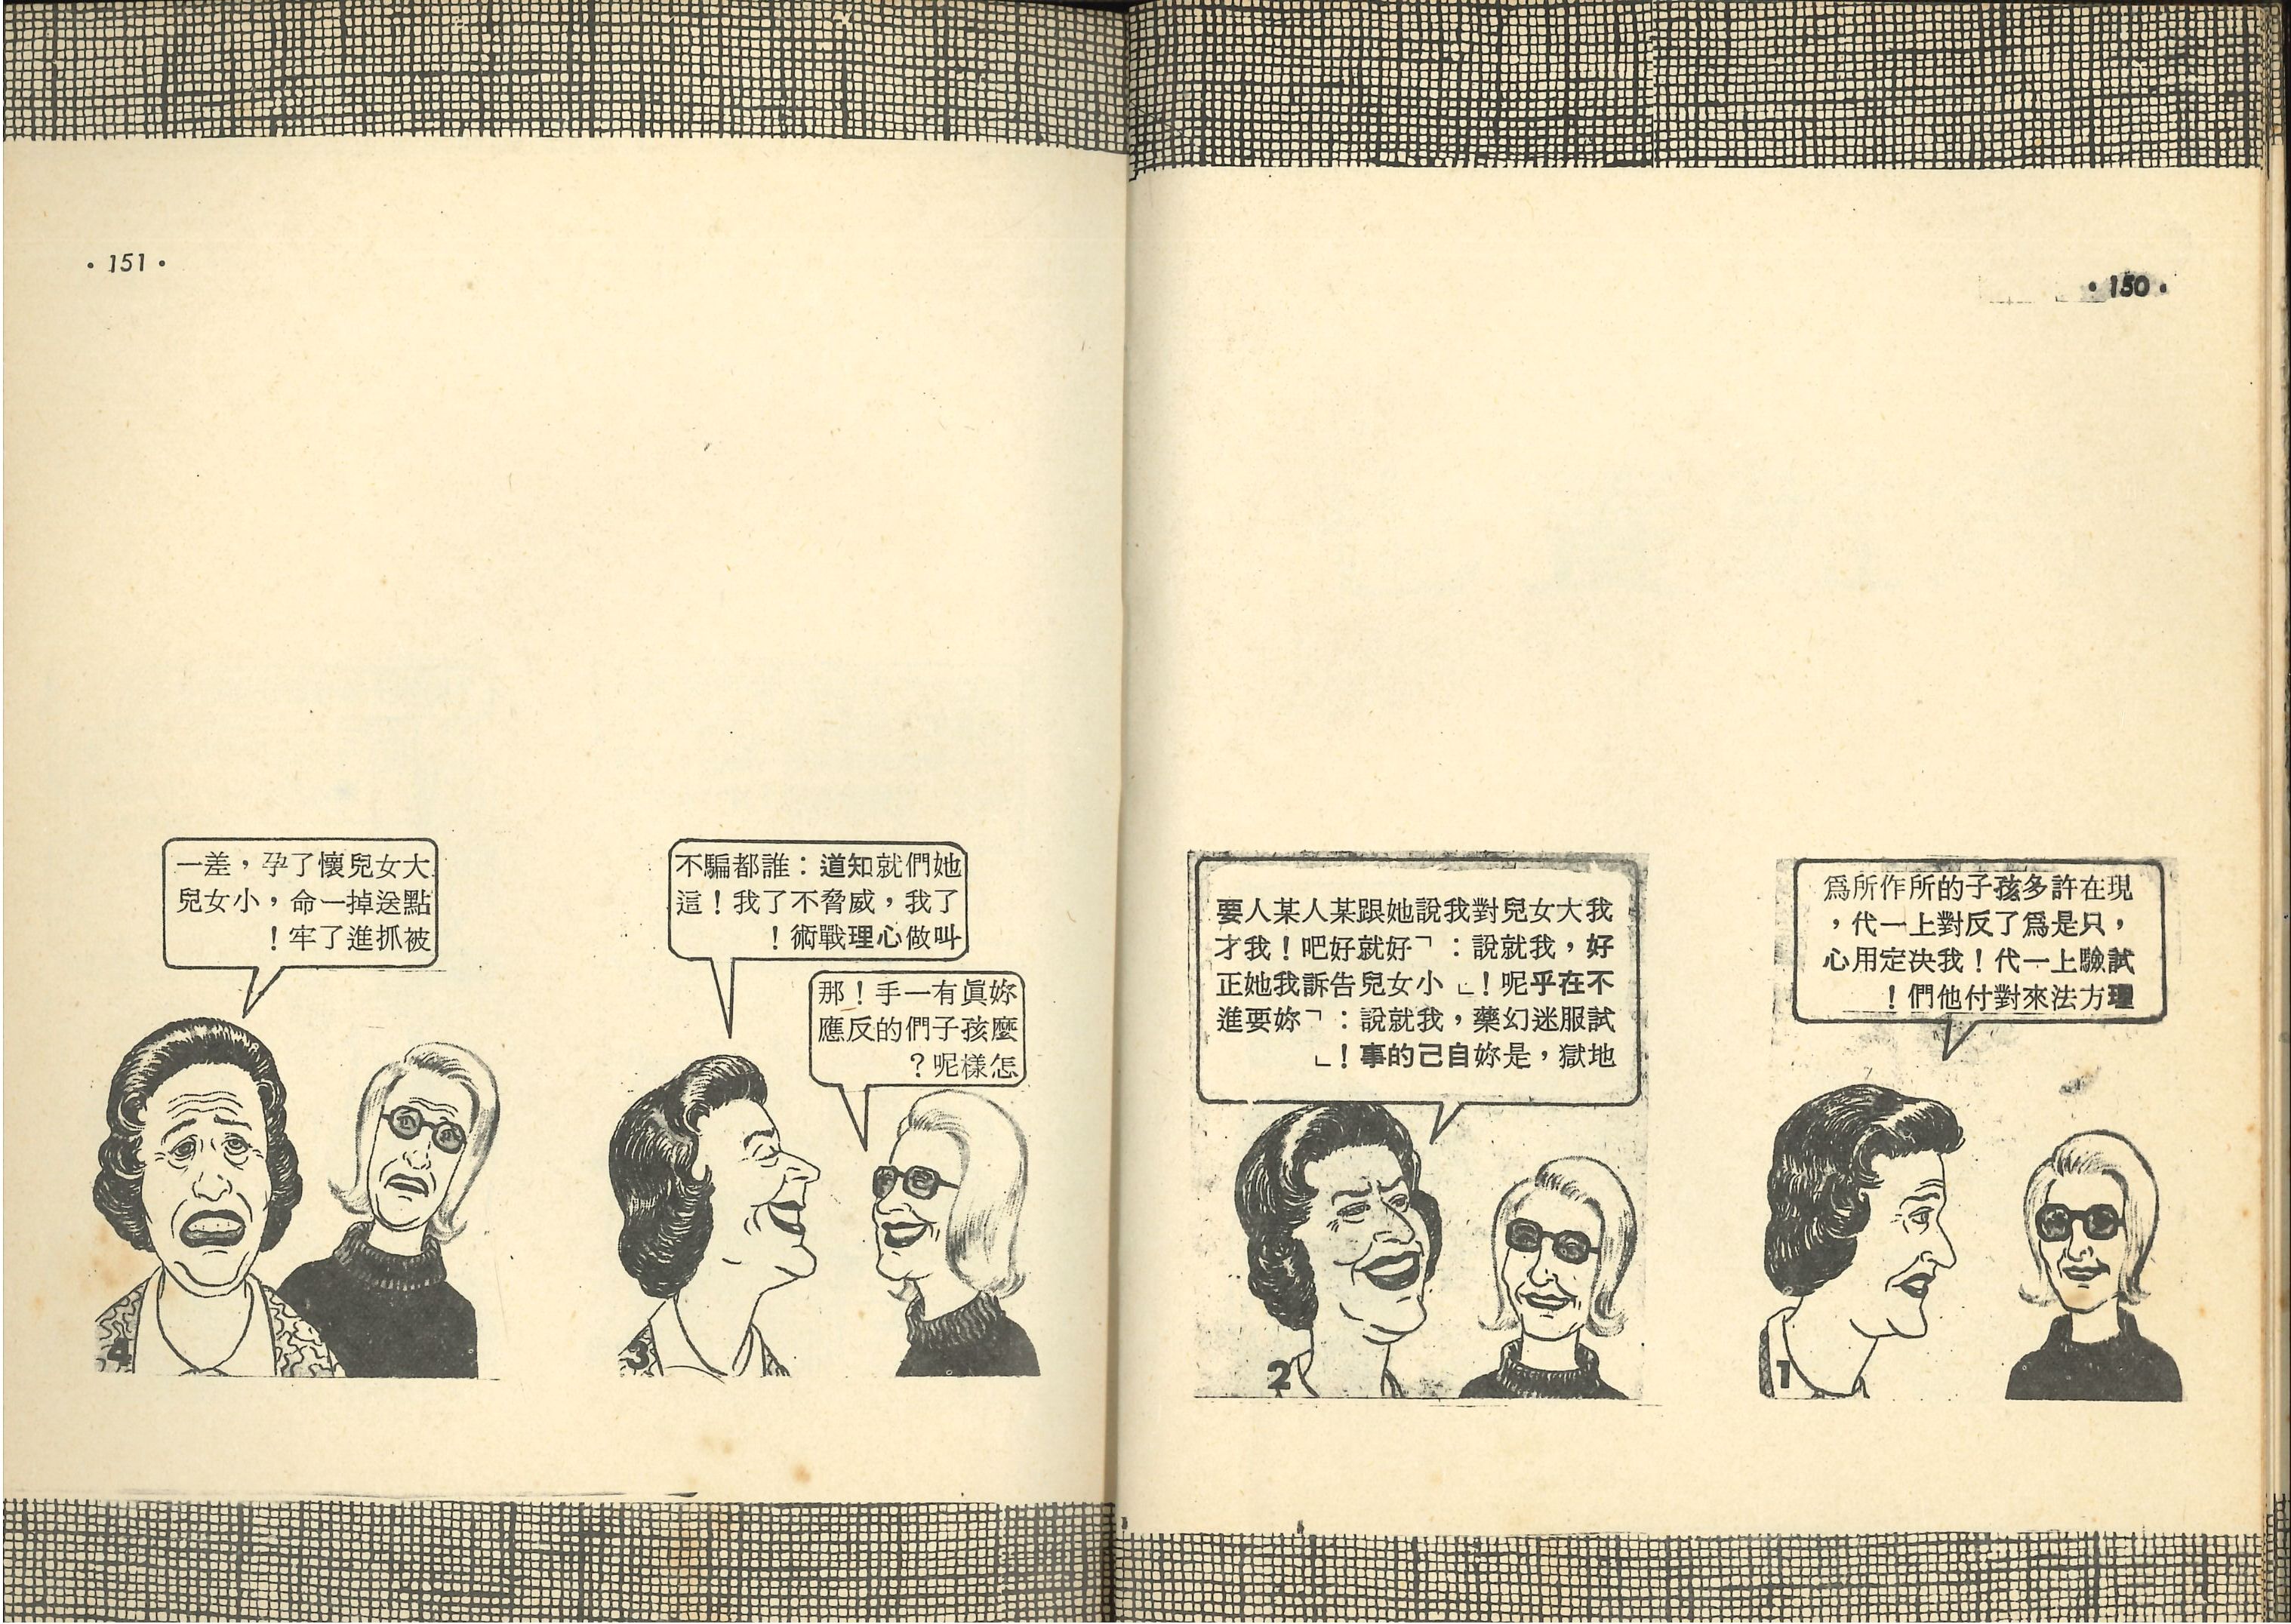 ·150·
現在許多孩子的所作所爲
，只是爲了反對上一代，
試驗上一代！我決定用心
理方法來對付他們！
1
我大女兒對我說她跟某人某人要
好，我就說：「好就好吧！我才
不在乎呢！」小女兒告訴我她正
試服迷幻藥，我就說：「妳要進
地獄，是妳自己的事！」
2
·151·
她們就知道：誰都騙不
了我，威脅不了我！這
叫做心理戰術！
妳眞有一手！那
麼孩子們的反應
怎樣呢？
3
大女兒懷了孕，差一
點送掉一命，小女兒
被抓進了牢！
4